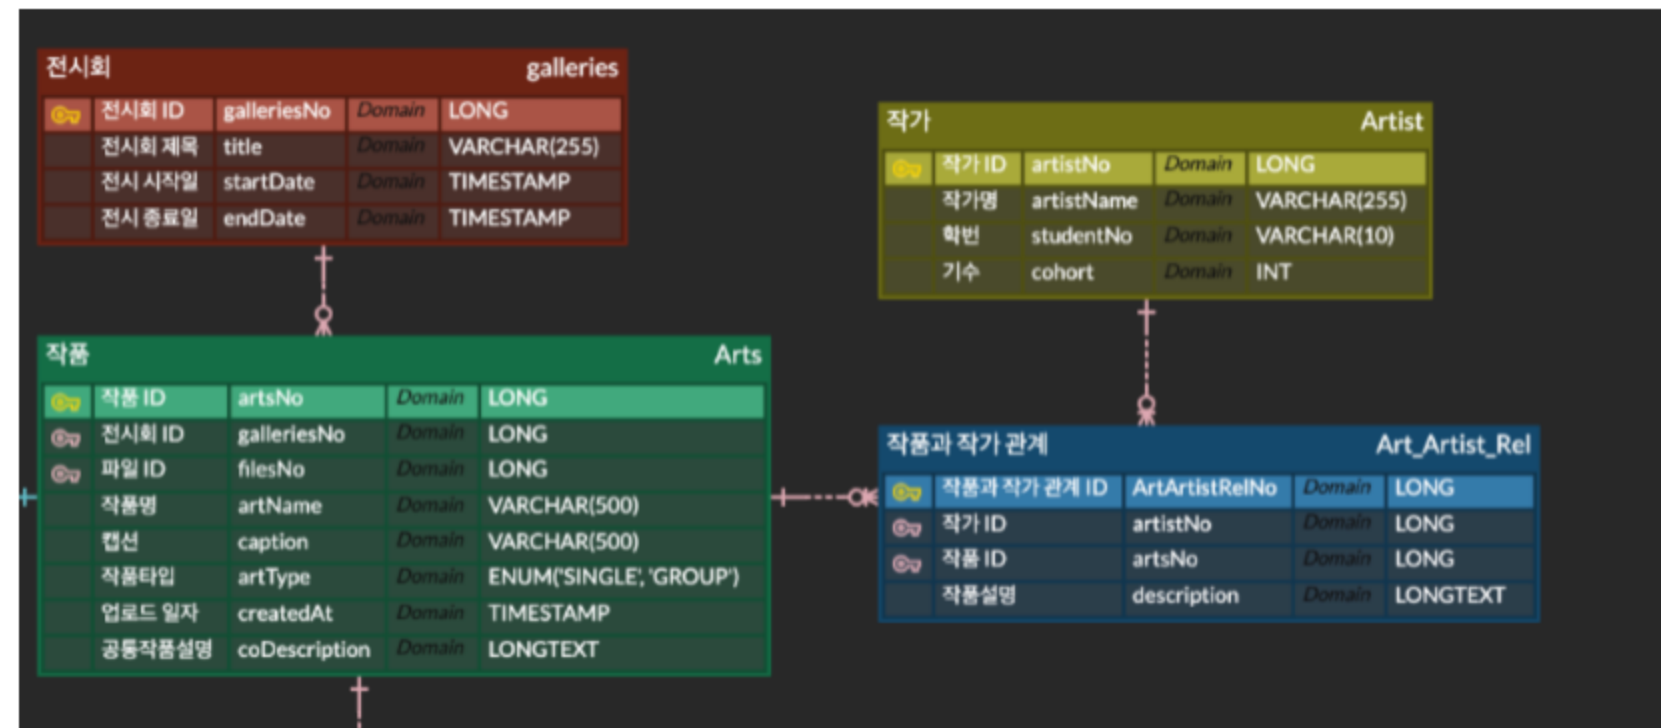 전시회 galleries
전시회 ID galleriesNo Domain LONG
전시회 제목 title Domain VARCHAR(255)
전시 시작일 startDate Domain TIMESTAMP
전시 종료일 endDate Domain TIMESTAMP
작가 Artist
작가 ID artistNo Domain LONG
작가명 artistName Domain VARCHAR(255)
학번 studentNo Domain VARCHAR(10)
기수 cohort Domain INT
작품 Arts
작품 ID artsNo Domain LONG
전시회 ID galleriesNo Domain LONG
파일 ID filesNo Domain LONG
작품명 artName Domain VARCHAR(500)
캡션 caption Domain VARCHAR(500)
작품타입 artType Domain ENUM('SINGLE', 'GROUP')
업로드 일자 createdAt Domain TIMESTAMP
공통작품설명 coDescription Domain LONGTEXT
작품과 작가 관계 Art_Artist_Rel
작품과 작가 관계 ID ArtArtistRelNo Domain LONG
작가 ID artistNo Domain LONG
작품 ID artsNo Domain LONG
작품설명 description Domain LONGTEXT